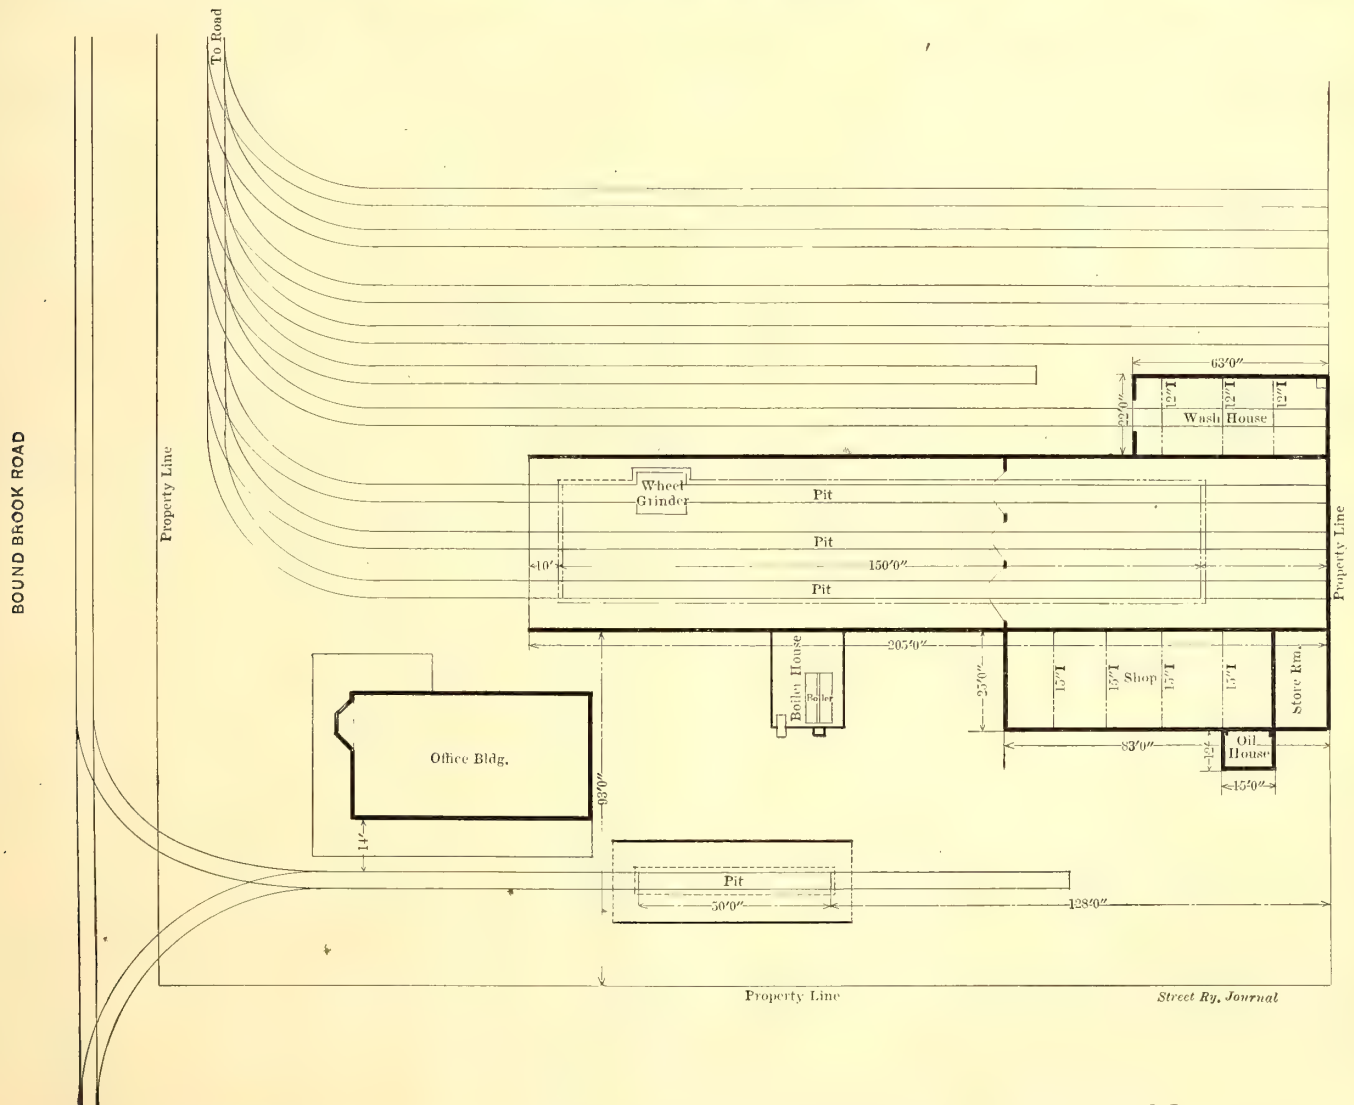 To Road
BOUND BROOK ROAD
Property Line
63'0"
22'0"
12"I
12"I
12"I
Wash House
Wheel
Grinder
Pit
Pit
10'
150'0"
Pit
Property Line
205'0"
Boiler House
Boiler
25'0"
15"I
15"I
Shop
15"I
15"I
Store Rm.
Office Bldg.
93'0"
83'0"
12'
Oil
House
15'0"
14'
Pit
50'0"
128'0"
Property Line
Street Ry. Journal